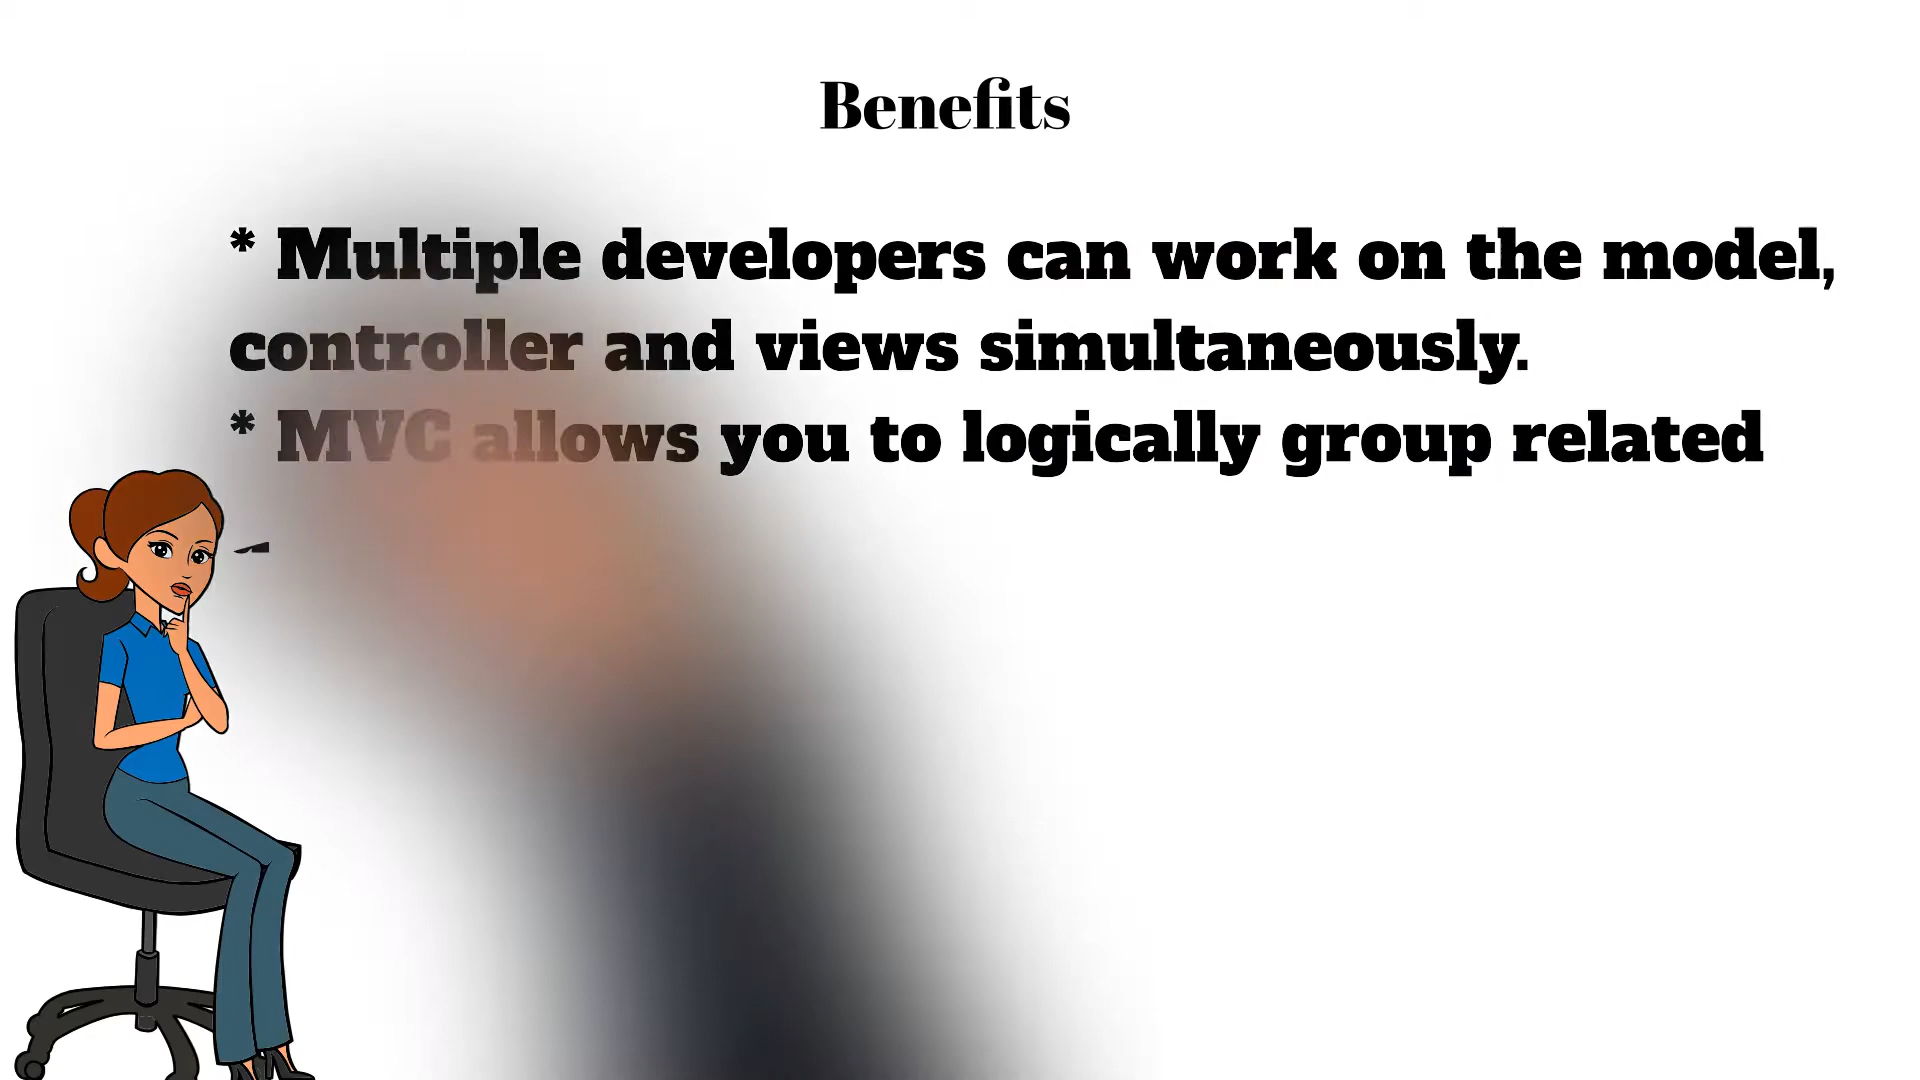 Benefits
* Multiple developers can work on the model,
controller and views simultaneously.
* MVC allows you to logically group related